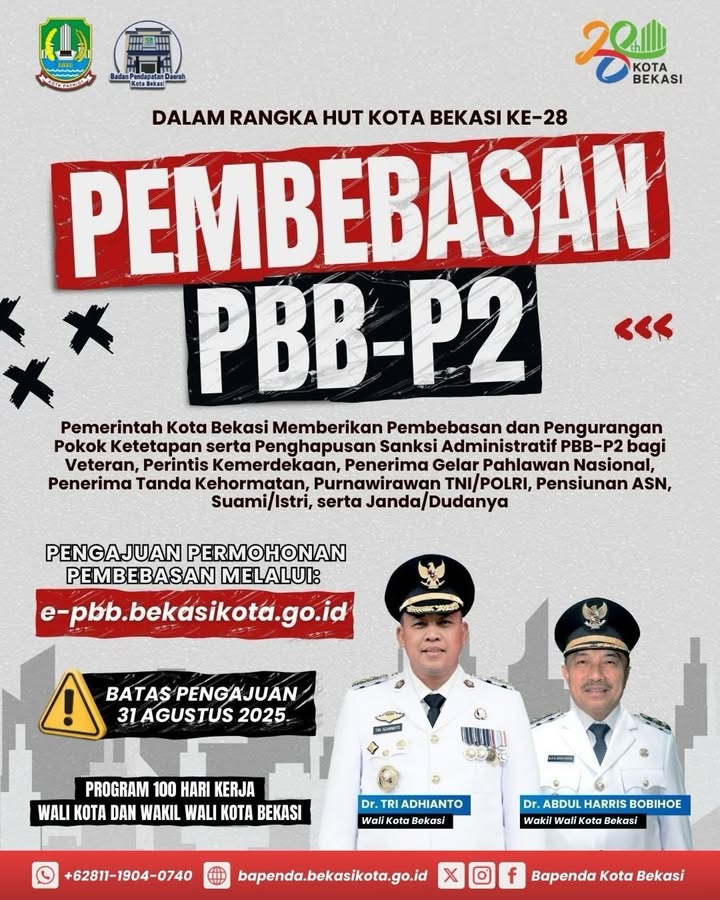 Badan Pendapatan Daerah
Kota Bekasi
28th
KOTA
BEKASI
DALAM RANGKA HUT KOTA BEKASI KE-28
PEMBEBASAN
PBB-P2
Pemerintah Kota Bekasi Memberikan Pembebasan dan Pengurangan
Pokok Ketetapan serta Penghapusan Sanksi Administratif PBB-P2 bagi
Veteran, Perintis Kemerdekaan, Penerima Gelar Pahlawan Nasional,
Penerima Tanda Kehormatan, Purnawirawan TNI/POLRI, Pensiunan ASN,
Suami/Istri, serta Janda/Dudanya
PENGAJUAN PERMOHONAN
PEMBEBASAN MELALUI:
e-pbb.bekasikota.go.id
BATAS PENGAJUAN
31 AGUSTUS 2025
PROGRAM 100 HARI KERJA
WALI KOTA DAN WAKIL WALI KOTA BEKASI
TRI ADHIANTO
Dr. TRI ADHIANTO
Wali Kota Bekasi
Dr. ABDUL HARRIS BOBIHOE
Wakil Wali Kota Bekasi
+62811-1904-0740
bapenda.bekasikota.go.id
Bapenda Kota Bekasi